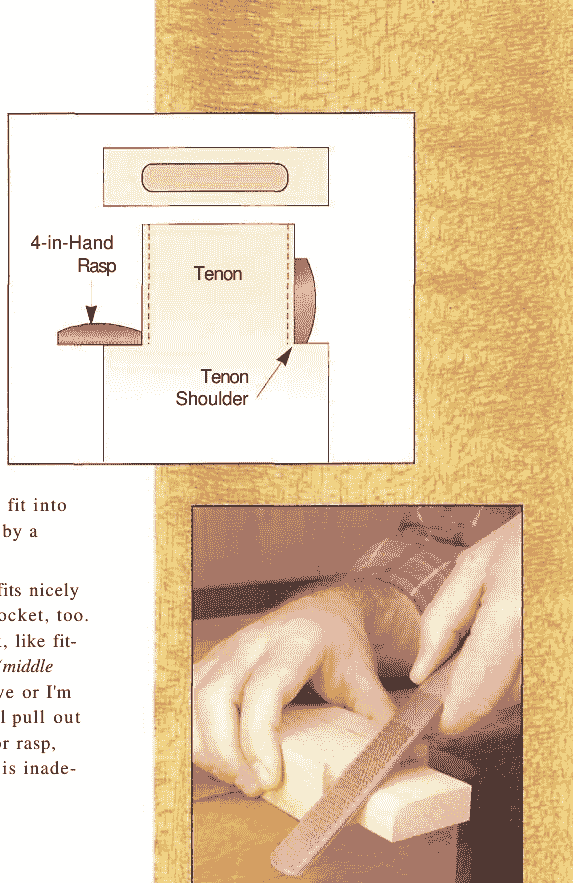 4-in-Hand
Rasp
Tenon
Tenon
Shoulder
fit into
by a
fits nicely
ocket, too.
, like fit-
middle
ve or I'm
l pull out
or rasp,
is inade-